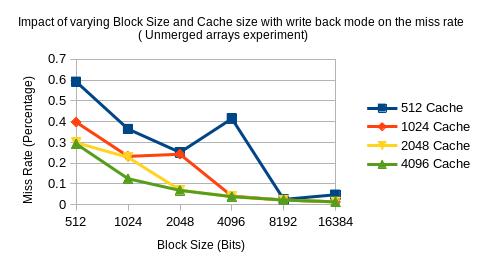 Impact of varying Block Size and Cache size with write back mode on the miss rate
( Unmerged arrays experiment)
0.7
0.6
0.5
0.4
0.3
0.2
0.1
0
Miss Rate (Percentage)
512 1024 2048 4096 8192 16384
Block Size (Bits)
512 Cache
1024 Cache
2048 Cache
4096 Cache